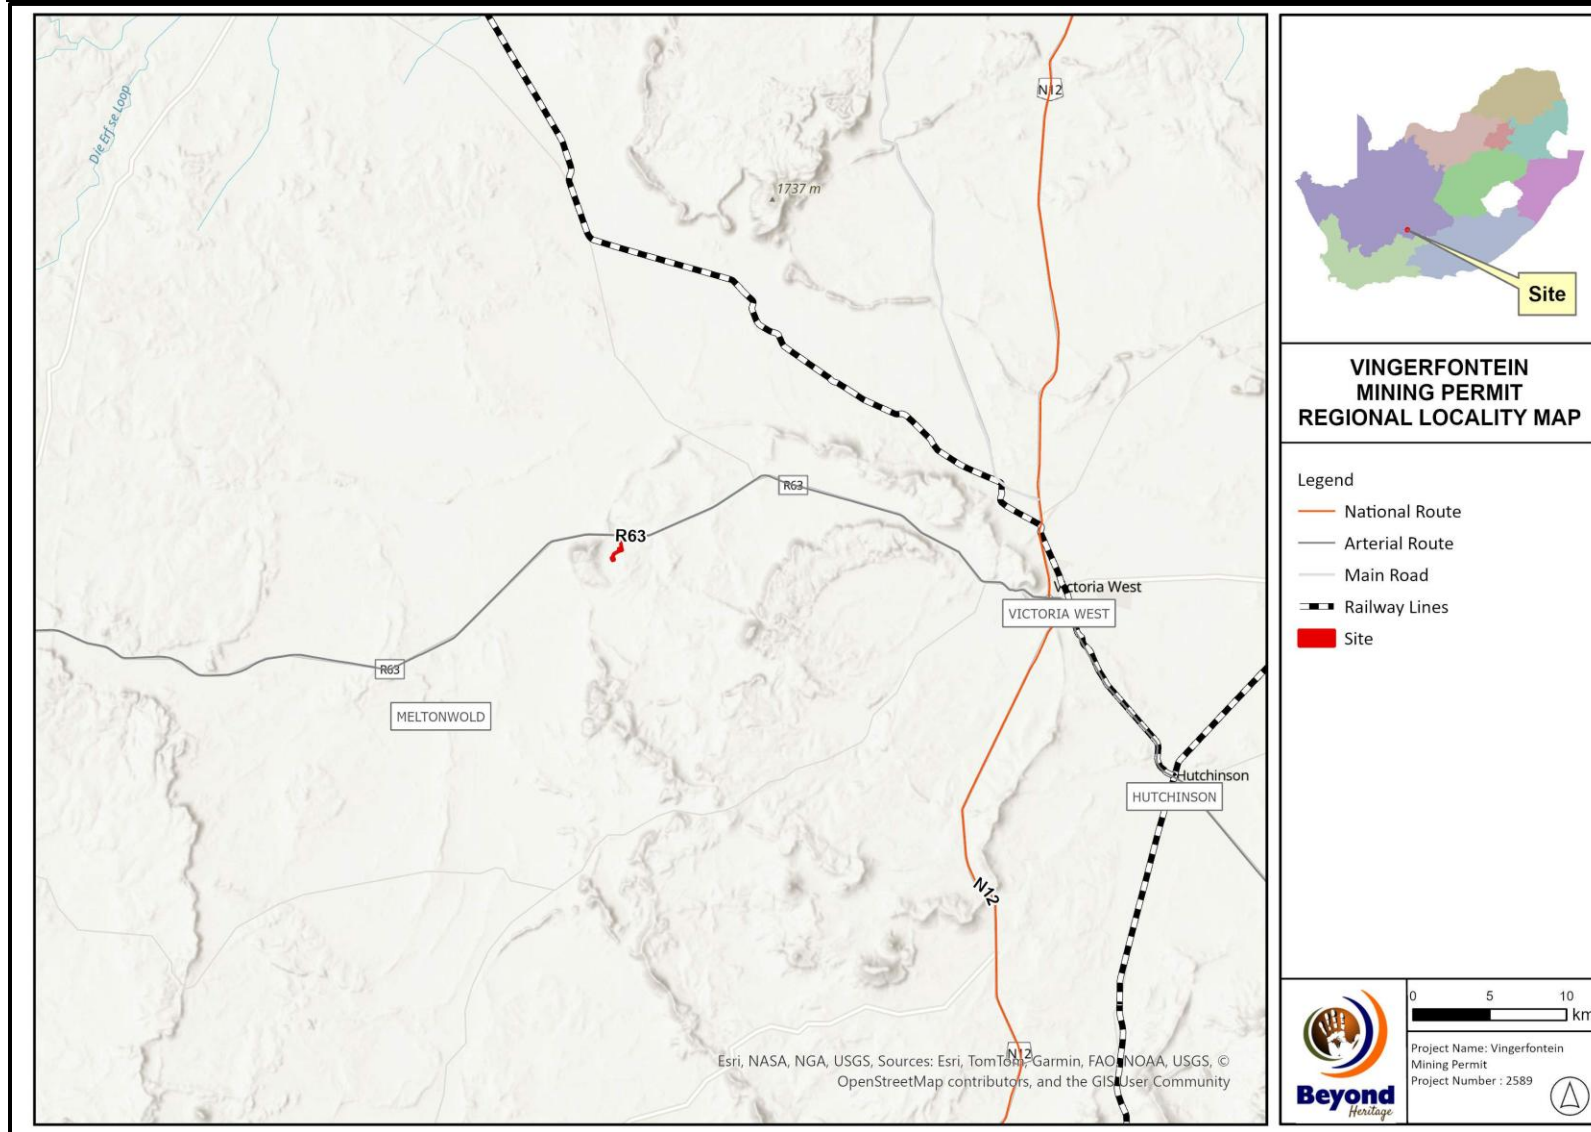 Die Erf se Loop
N12
1737 m
R63
R63
Victoria West
VICTORIA WEST
R63
MELTONWOLD
Hutchinson
HUTCHINSON
N12
N12
Esri, NASA, NGA, USGS, Sources: Esri, TomTom, Garmin, FAO, NOAA, USGS, ©
OpenStreetMap contributors, and the GIS User Community
Site
VINGERFONTEIN
MINING PERMIT
REGIONAL LOCALITY MAP
Legend
National Route
Arterial Route
Main Road
Railway Lines
Site
0 5 10
km
Project Name: Vingerfontein
Mining Permit
Project Number : 2589
Beyond
Heritage